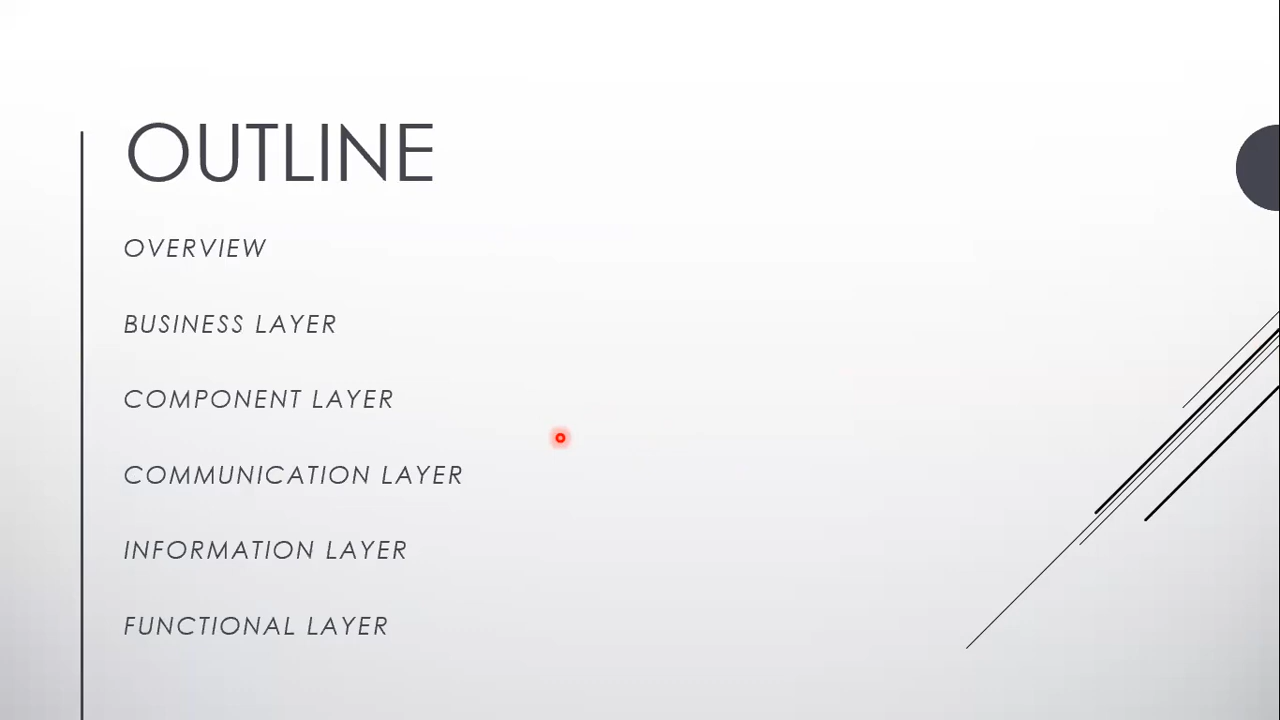 OUTLINE
OVERVIEW
BUSINESS LAYER
COMPONENT LAYER
COMMUNICATION LAYER
INFORMATION LAYER
FUNCTIONAL LAYER